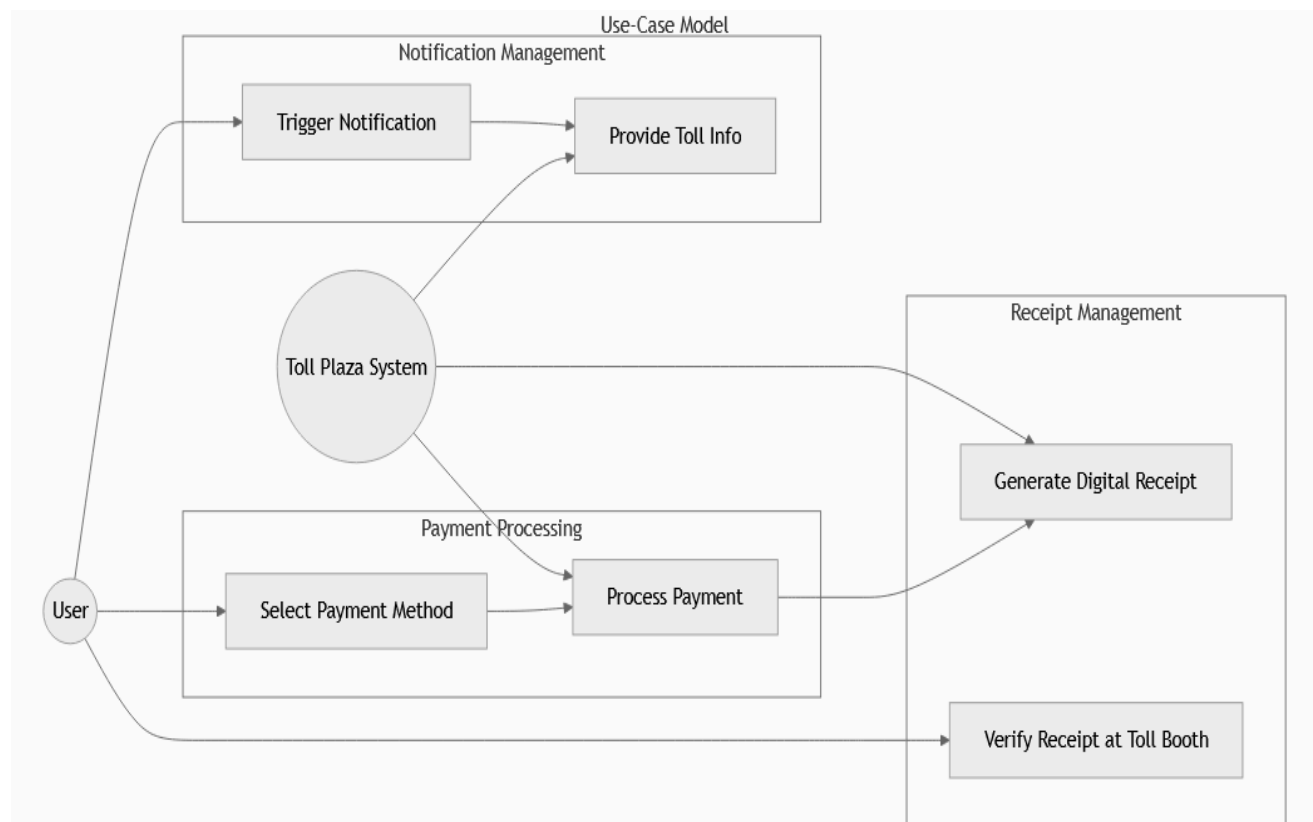 Use-Case Model
Notification Management
Trigger Notification
Provide Toll Info
Toll Plaza System
Receipt Management
Generate Digital Receipt
Payment Processing
User
Select Payment Method
Process Payment
Verify Receipt at Toll Booth